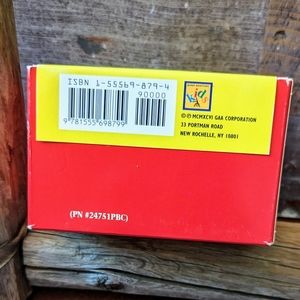 ISBN 1-55569-879-4
90000
9 781555 698799
©℗ MCMXCVI GAA CORPORATION
33 PORTMAN ROAD
NEW ROCHELLE, NY 10801
(PN #24751PBC)